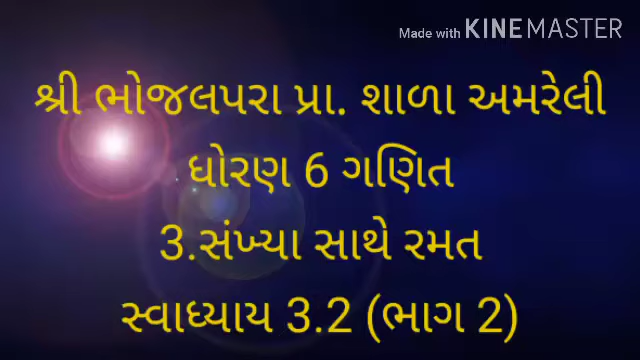 Made with KINEMASTER
શ્રી ભોજલપરા પ્રા. શાળા અમરેલી
ધોરણ 6 ગણિત
3.સંખ્યા સાથે રમત
સ્વાધ્યાય 3.2 (ભાગ 2)